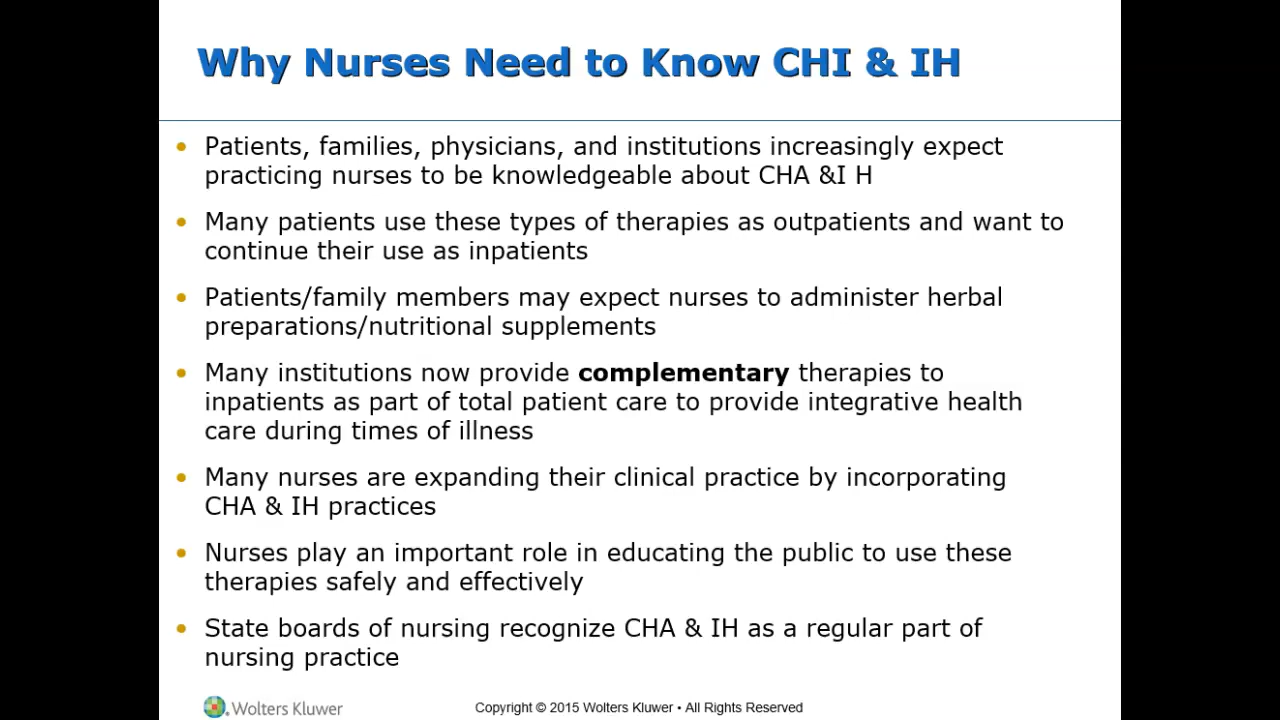 Why Nurses Need to Know CHI & IH
• Patients, families, physicians, and institutions increasingly expect
practicing nurses to be knowledgeable about CHA &I H
• Many patients use these types of therapies as outpatients and want to
continue their use as inpatients
• Patients/family members may expect nurses to administer herbal
preparations/nutritional supplements
• Many institutions now provide complementary therapies to
inpatients as part of total patient care to provide integrative health
care during times of illness
• Many nurses are expanding their clinical practice by incorporating
CHA & IH practices
• Nurses play an important role in educating the public to use these
therapies safely and effectively
• State boards of nursing recognize CHA & IH as a regular part of
nursing practice
Wolters Kluwer
Copyright © 2015 Wolters Kluwer • All Rights Reserved